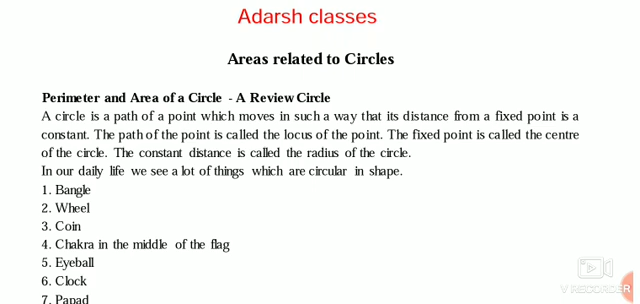 Adarsh classes
Areas related to Circles
Perimeter and Area of a Circle - A Review Circle
A circle is a path of a point which moves in such a way that its distance from a fixed point is a
constant. The path of the point is called the locus of the point. The fixed point is called the centre
of the circle. The constant distance is called the radius of the circle.
In our daily life we see a lot of things which are circular in shape.
1. Bangle
2. Wheel
3. Coin
4. Chakra in the middle of the flag
5. Eyeball
6. Clock
7. Papad
V RECORDER